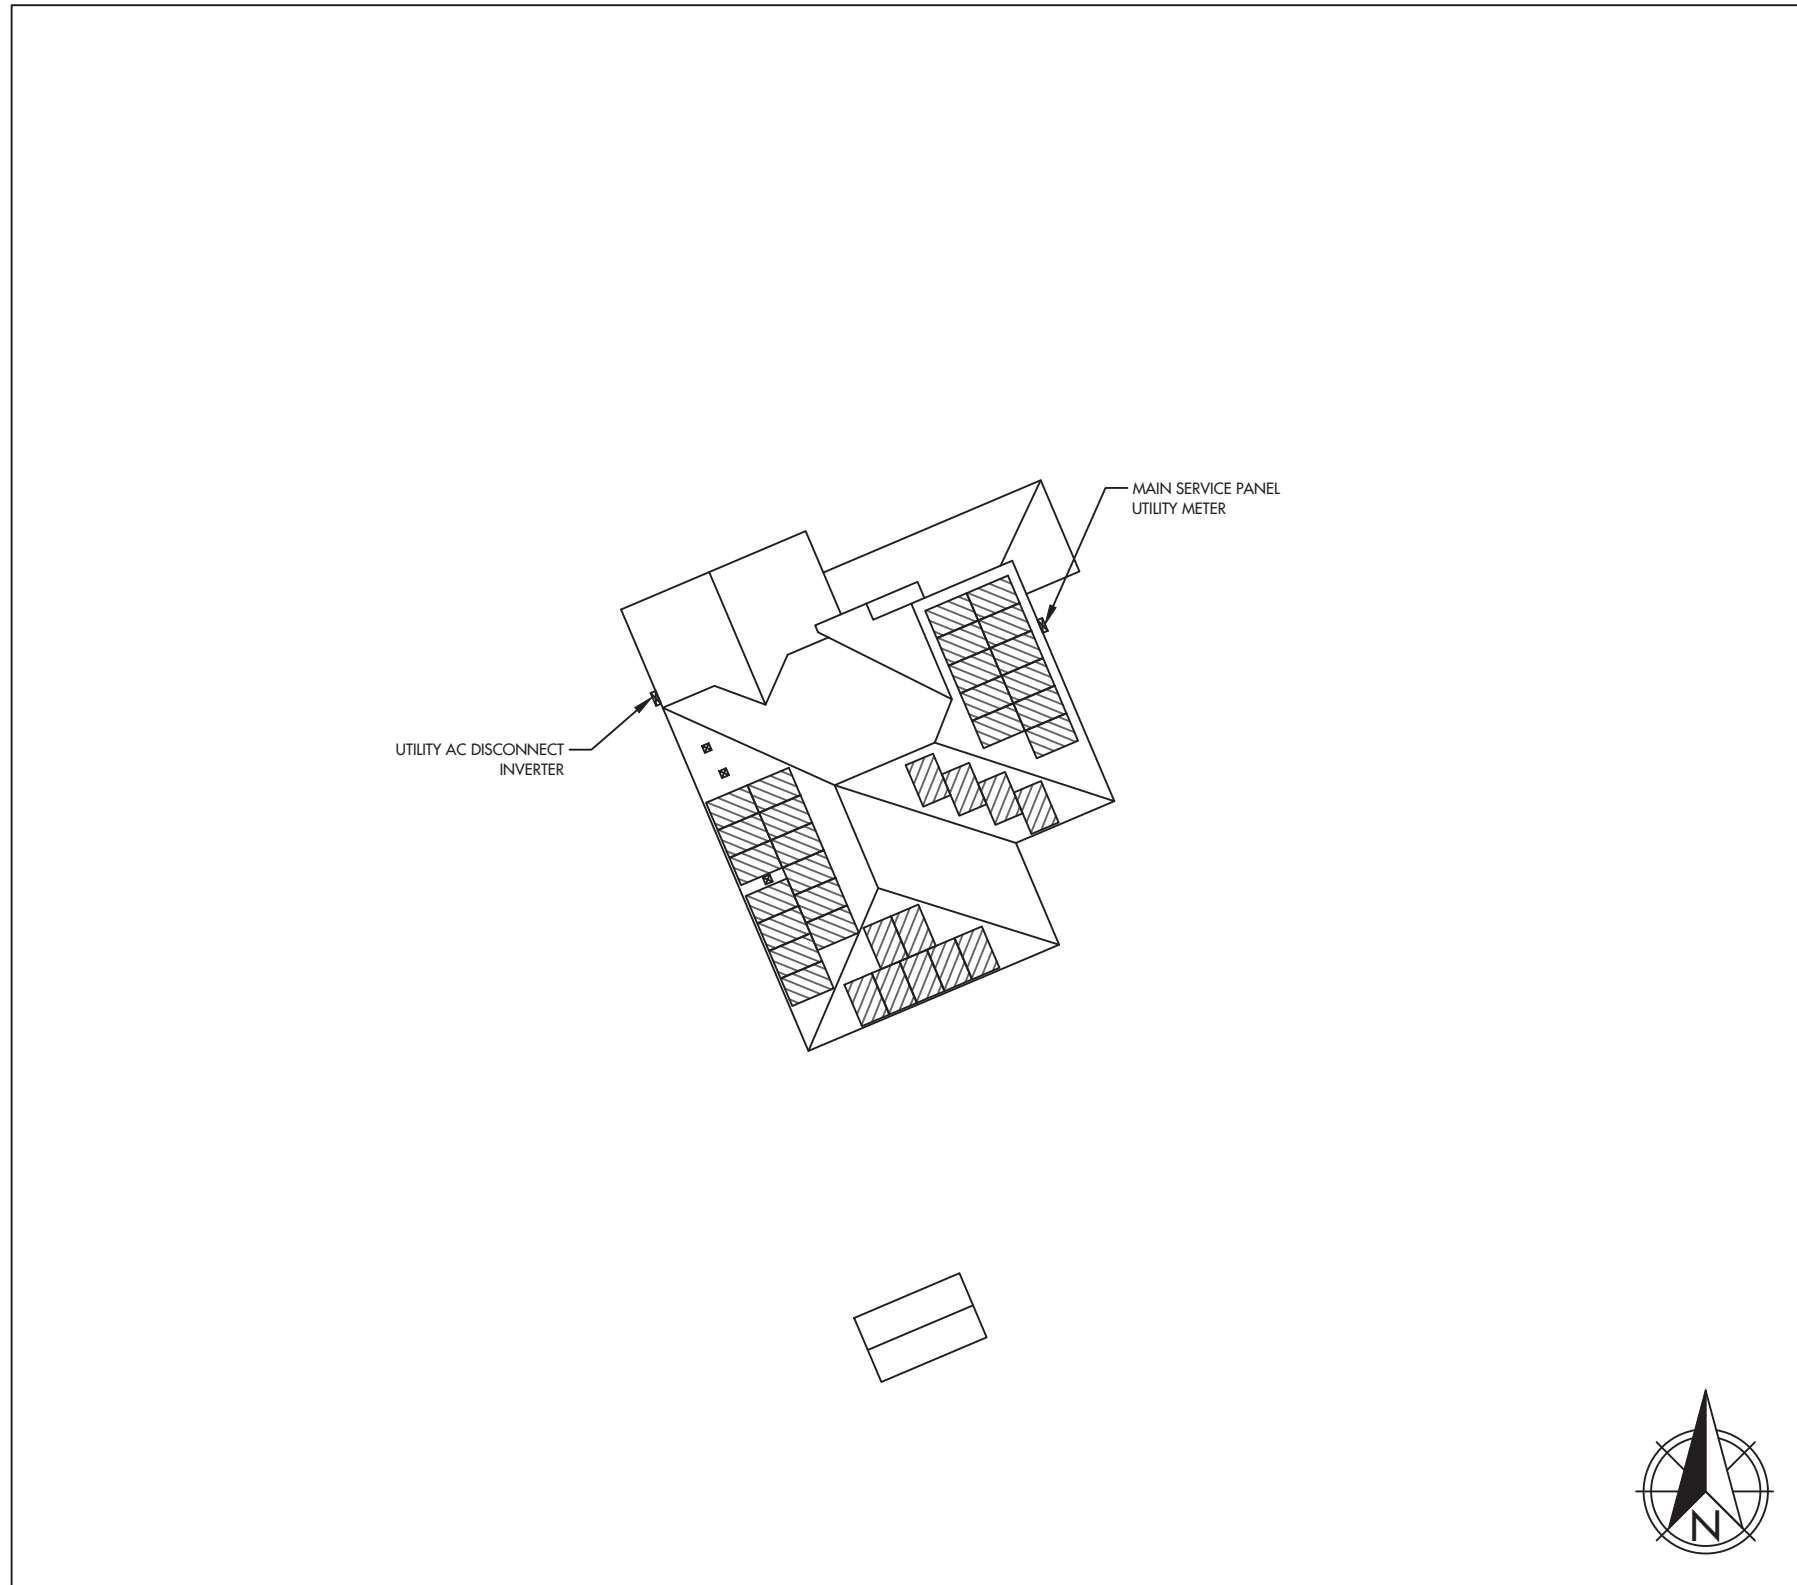 MAIN SERVICE PANEL
UTILITY METER
UTILITY AC DISCONNECT
INVERTER
N